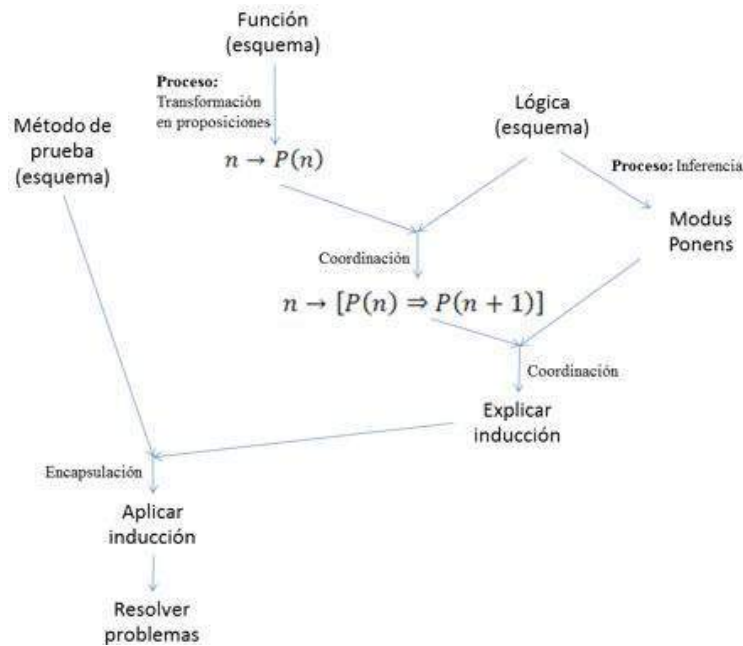 Función
(esquema)
Proceso:
Transformación
en proposiciones
Lógica
(esquema)
Método de
prueba
(esquema)
n → P(n)
Proceso: Inferencia
Modus
Ponens
Coordinación
n → [P(n) ⇒ P(n + 1)]
Coordinación
Explicar
inducción
Encapsulación
Aplicar
inducción
Resolver
problemas